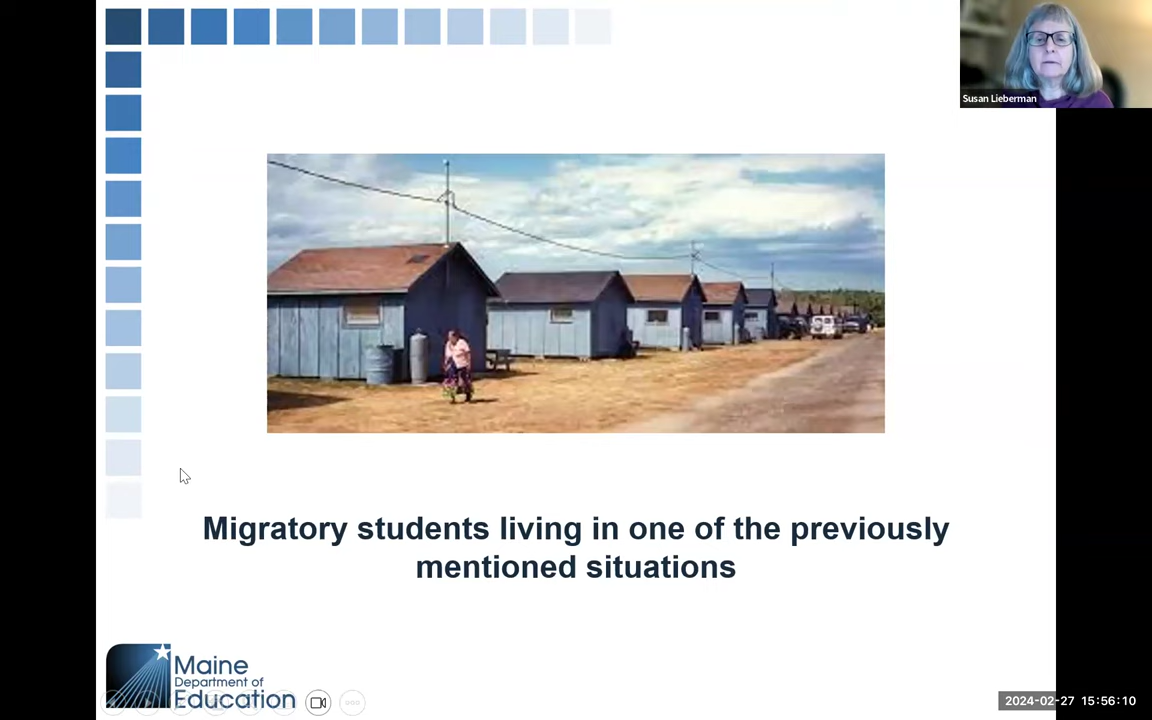 Susan Lieberman
Migratory students living in one of the previously
mentioned situations
Maine
Department of
Education
2024-02-27 15:56:10